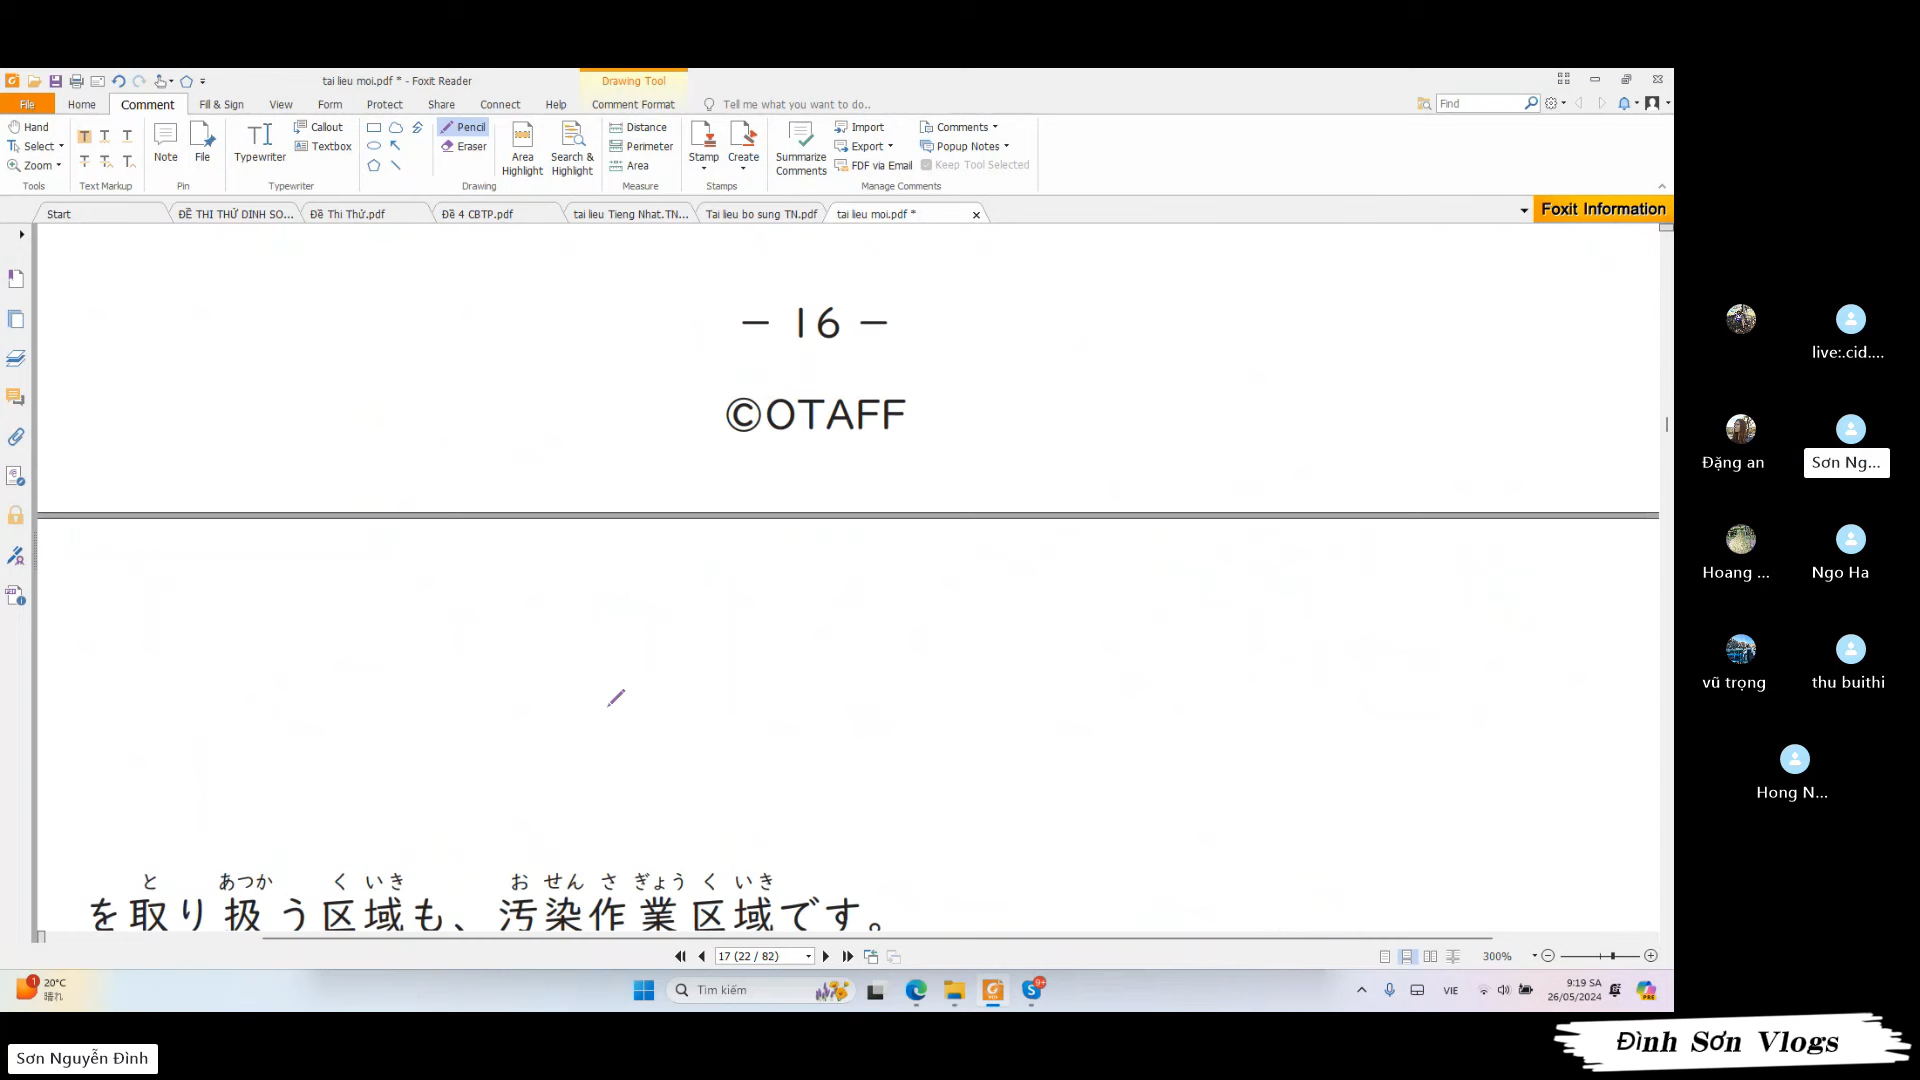 tai lieu moi.pdf * - Foxit Reader
Drawing Tool
File Home Comment Fill & Sign View Form Protect Share Connect Help Comment Format Tell me what you want to do.. Find
Hand
Select
Zoom
Tools
Text Markup
Note
File
Pin
Typewriter
Callout
Textbox
Typewriter
Pencil
Eraser
Area Highlight
Search & Highlight
Drawing
Distance
Perimeter
Area
Measure
Stamp
Create
Stamps
Summarize Comments
Import
Export
FDF via Email
Comments
Popup Notes
Keep Tool Selected
Manage Comments
Start
ĐỀ THI THỬ DINH SO...
Đề Thi Thử.pdf
Đề 4 CBTP.pdf
tai lieu Tieng Nhat.TN...
Tai lieu bo sung TN.pdf
tai lieu moi.pdf *
Foxit Information
— 16 —
©OTAFF
と あつか く いき お せん さ ぎょう く いき
を取り扱う区域も、汚染作業区域です。
17 (22 / 82)
300%
1
20°C
晴れ
Tìm kiếm
9+
VIE
9:19 SA
26/05/2024
PRE
live:.cid....
Đặng an
Sơn Ng...
Hoang ...
Ngo Ha
vũ trọng
thu buithi
Hong N...
Sơn Nguyễn Đình
Đình Sơn Vlogs